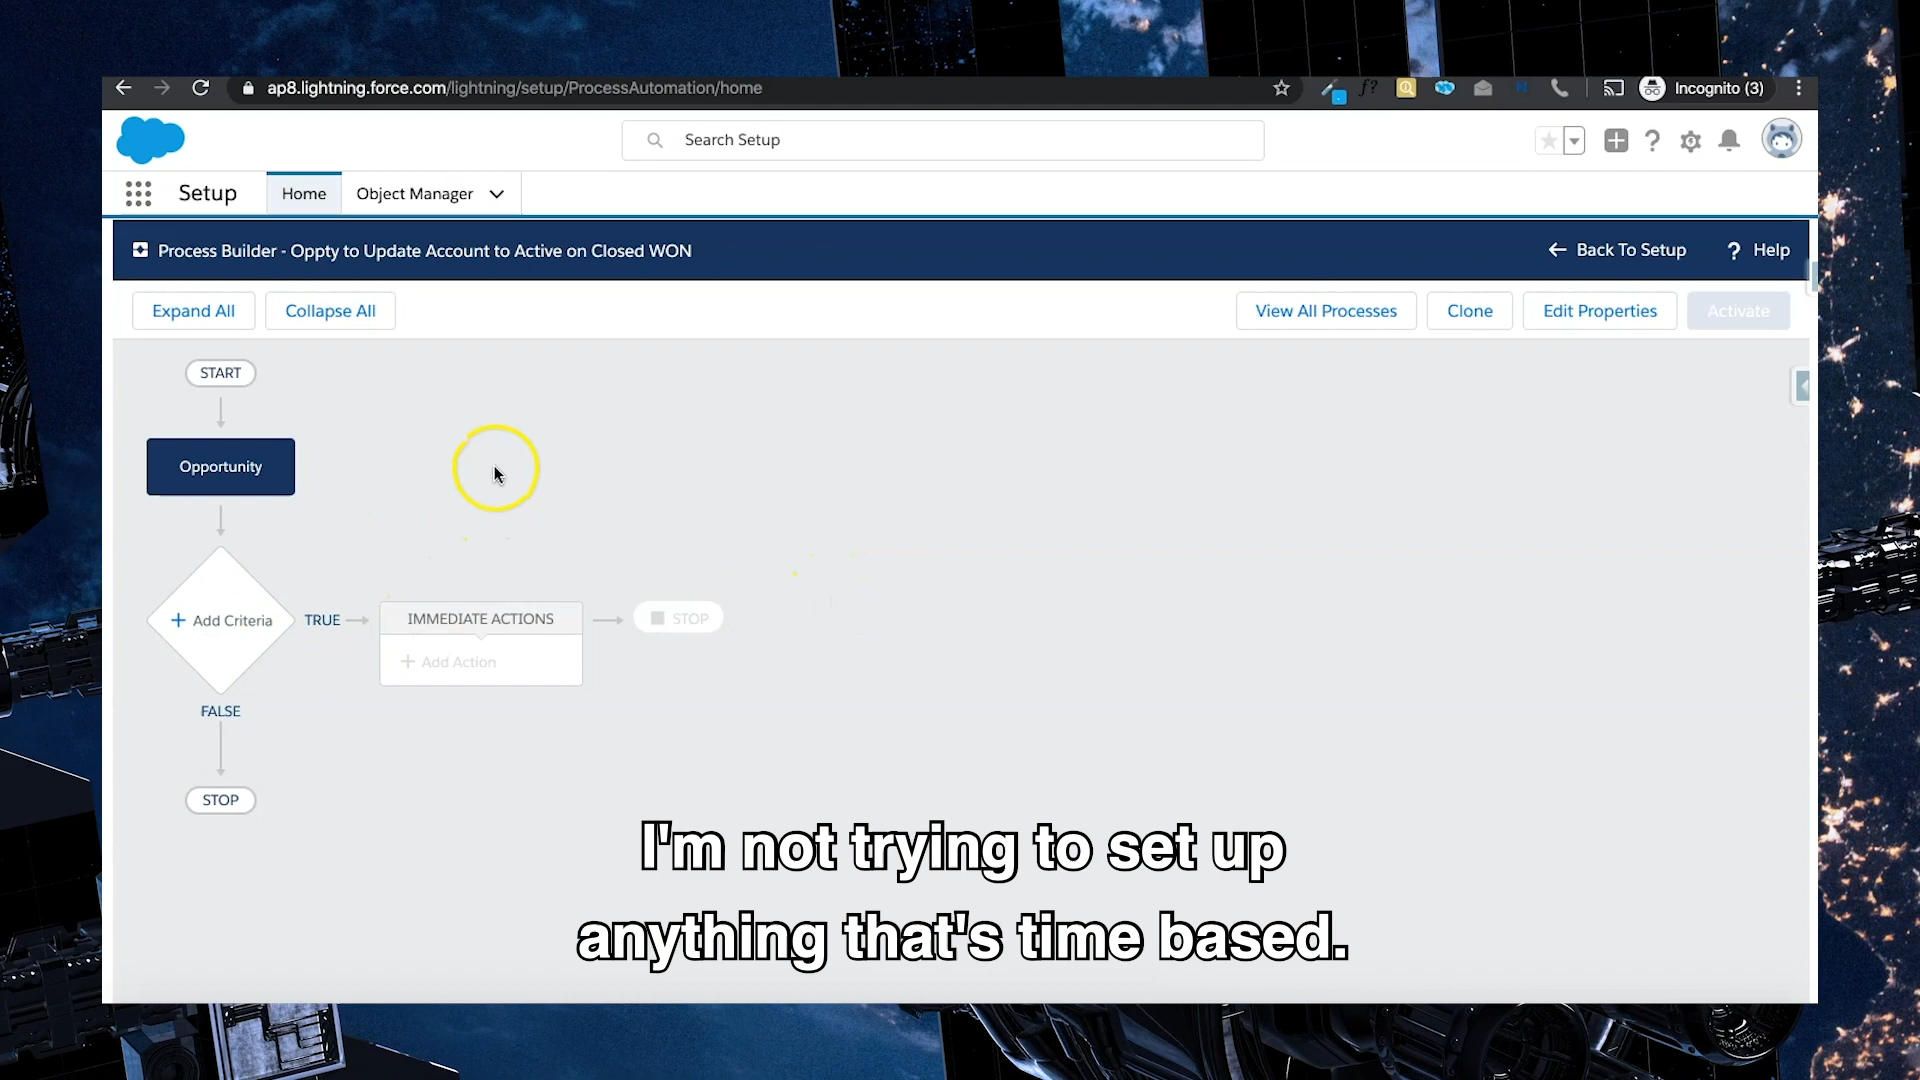 ap8.lightning.force.com/lightning/setup/ProcessAutomation/home
f?
Incognito (3)
Search Setup
Setup
Home
Object Manager
Process Builder - Oppty to Update Account to Active on Closed WON
Back To Setup
? Help
Expand All
Collapse All
View All Processes
Clone
Edit Properties
Activate
START
Opportunity
+ Add Criteria
TRUE
IMMEDIATE ACTIONS
STOP
+ Add Action
FALSE
STOP
I'm not trying to set up
anything that's time based.